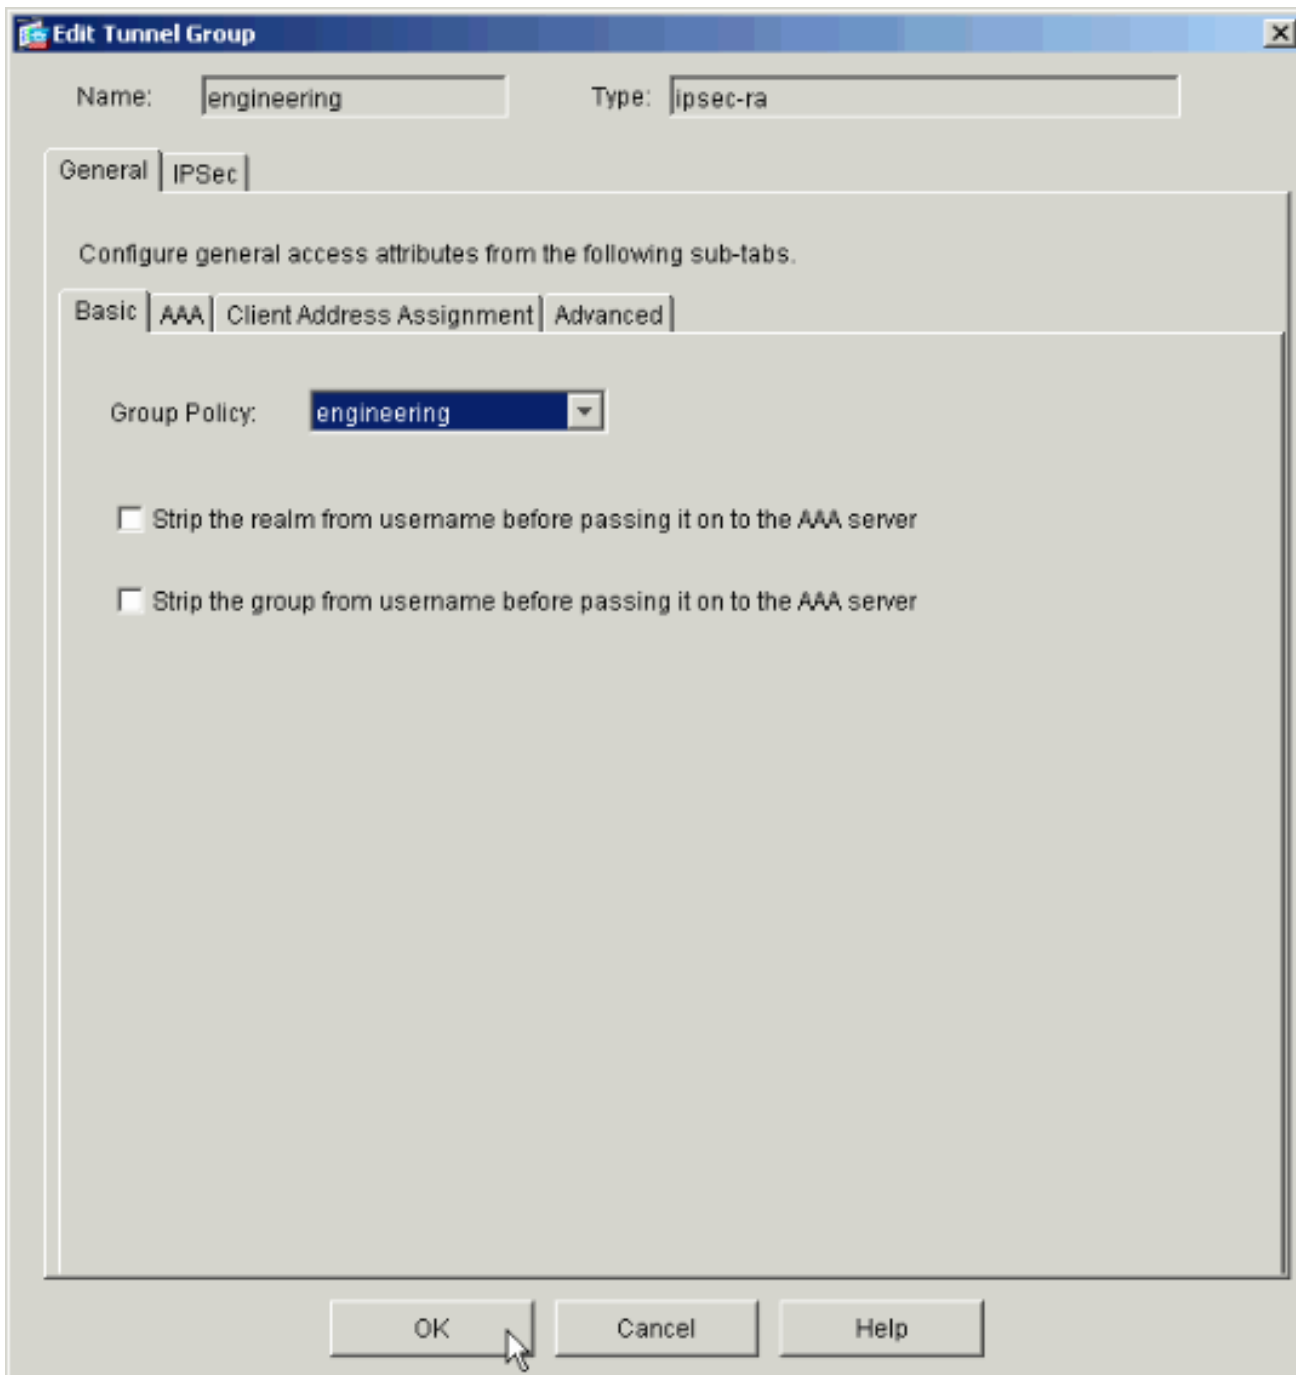 Edit Tunnel Group
Name: engineering Type: ipsec-ra
General IPSec
Configure general access attributes from the following sub-tabs.
Basic AAA Client Address Assignment Advanced
Group Policy: engineering
Strip the realm from username before passing it on to the AAA server
Strip the group from username before passing it on to the AAA server
OK Cancel Help